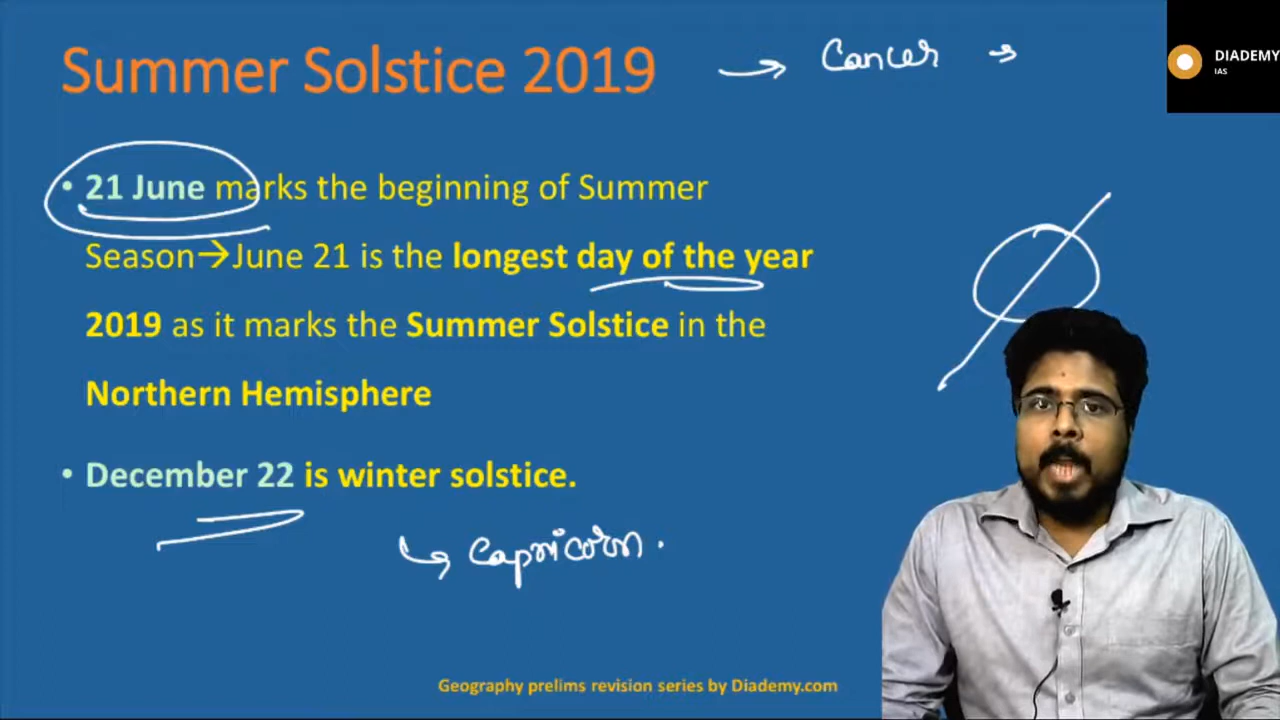 Summer Solstice 2019 → Cancer →
DIADEMY
IAS
• 21 June marks the beginning of Summer
Season→June 21 is the longest day of the year
2019 as it marks the Summer Solstice in the
Northern Hemisphere
• December 22 is winter solstice.
↳ Capricorn.
Geography prelims revision series by Diademy.com